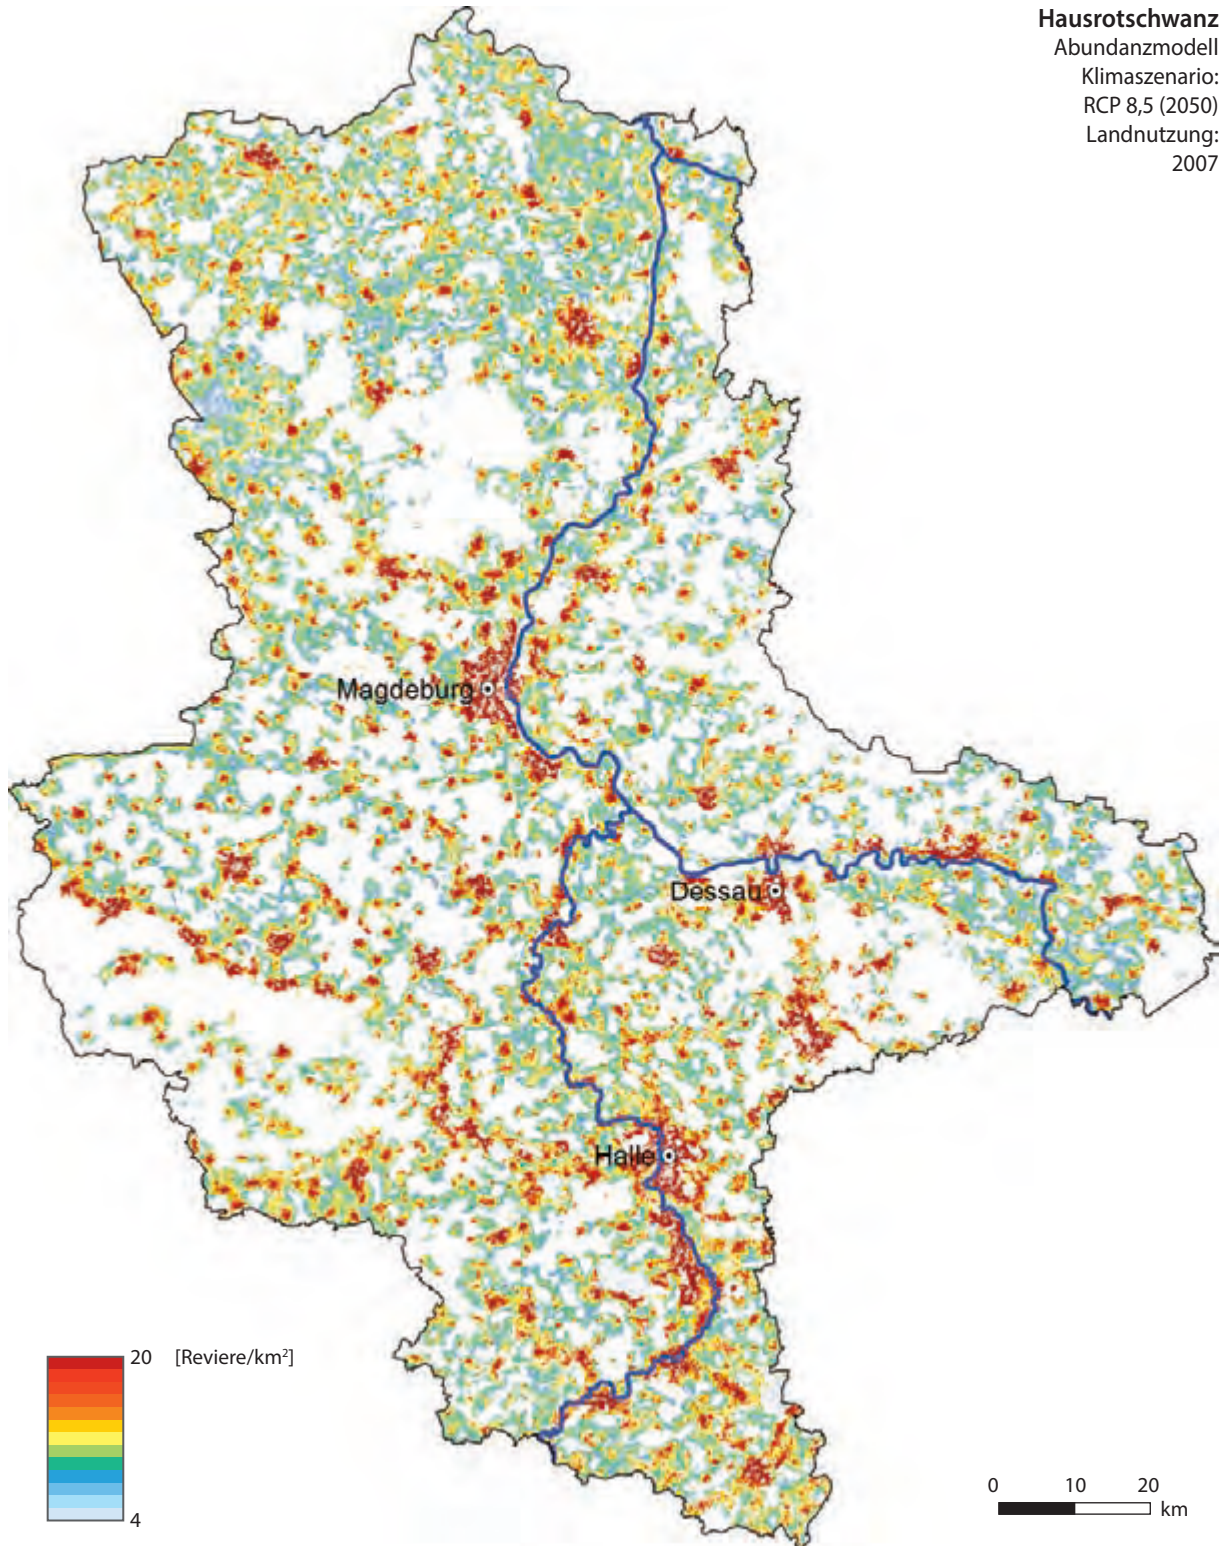 Hausrotschwanz
Abundanzmodell
Klimaszenario:
RCP 8,5 (2050)
Landnutzung:
2007
Magdeburg
Dessau
Halle
20 [Reviere/km²]
4
0 10 20
km